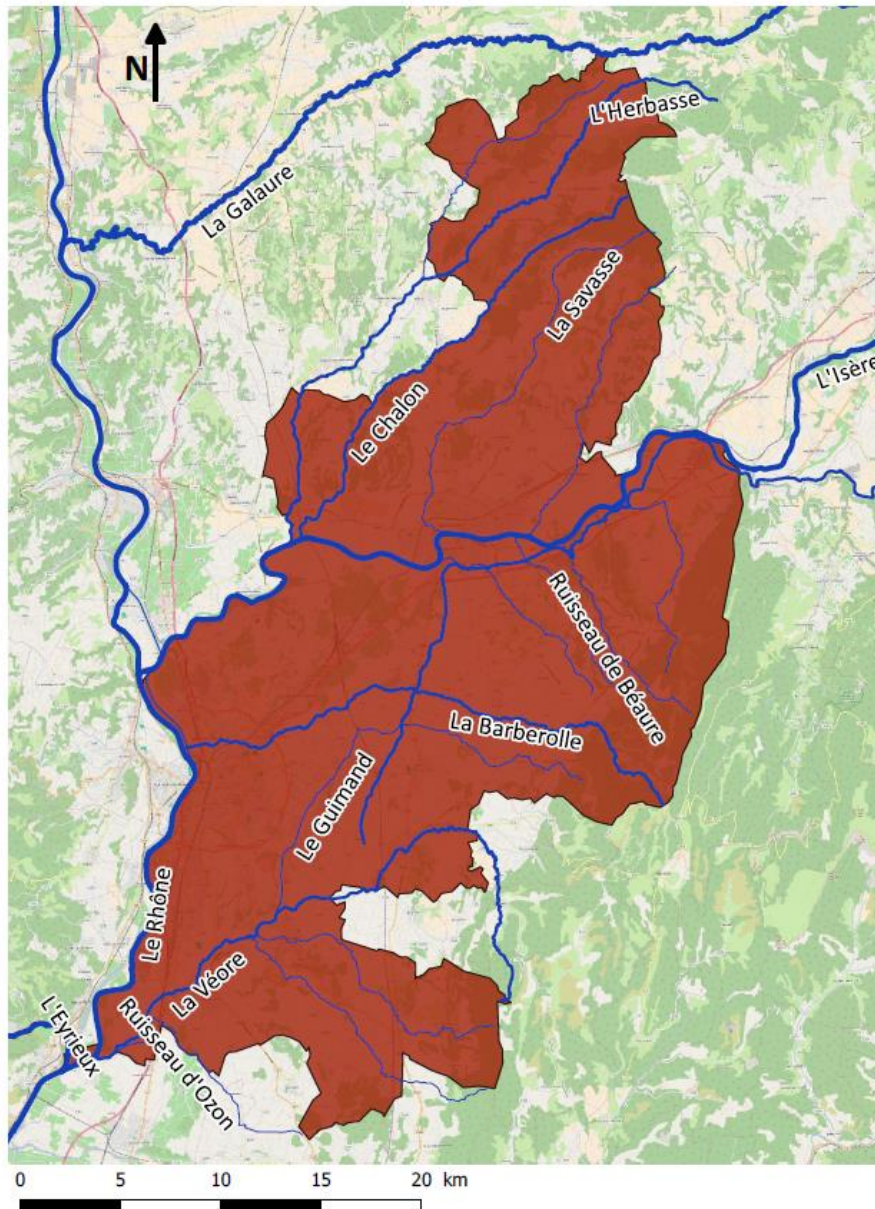 N
L'Herbasse
La Galaure
La Savasse
L'Isère
Le Chalon
Ruisseau de Béaure
La Barberolle
Le Guimand
Le Rhône
La Véore
L'Eyrieux
Ruisseau d'Ozon
0 5 10 15 20 km